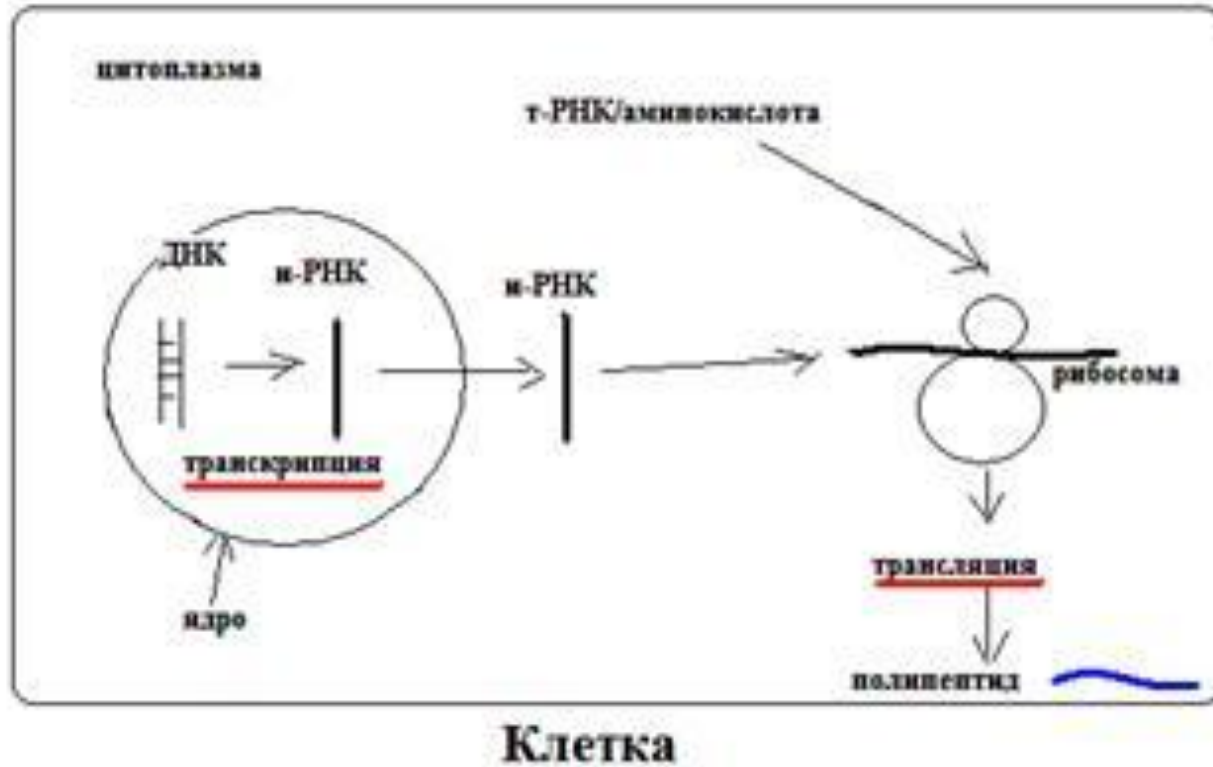 цитоплазма
т-РНК/аминокислота
ДНК
и-РНК
и-РНК
рибосома
транскрипция
трансляция
ядро
полипептид
Клетка